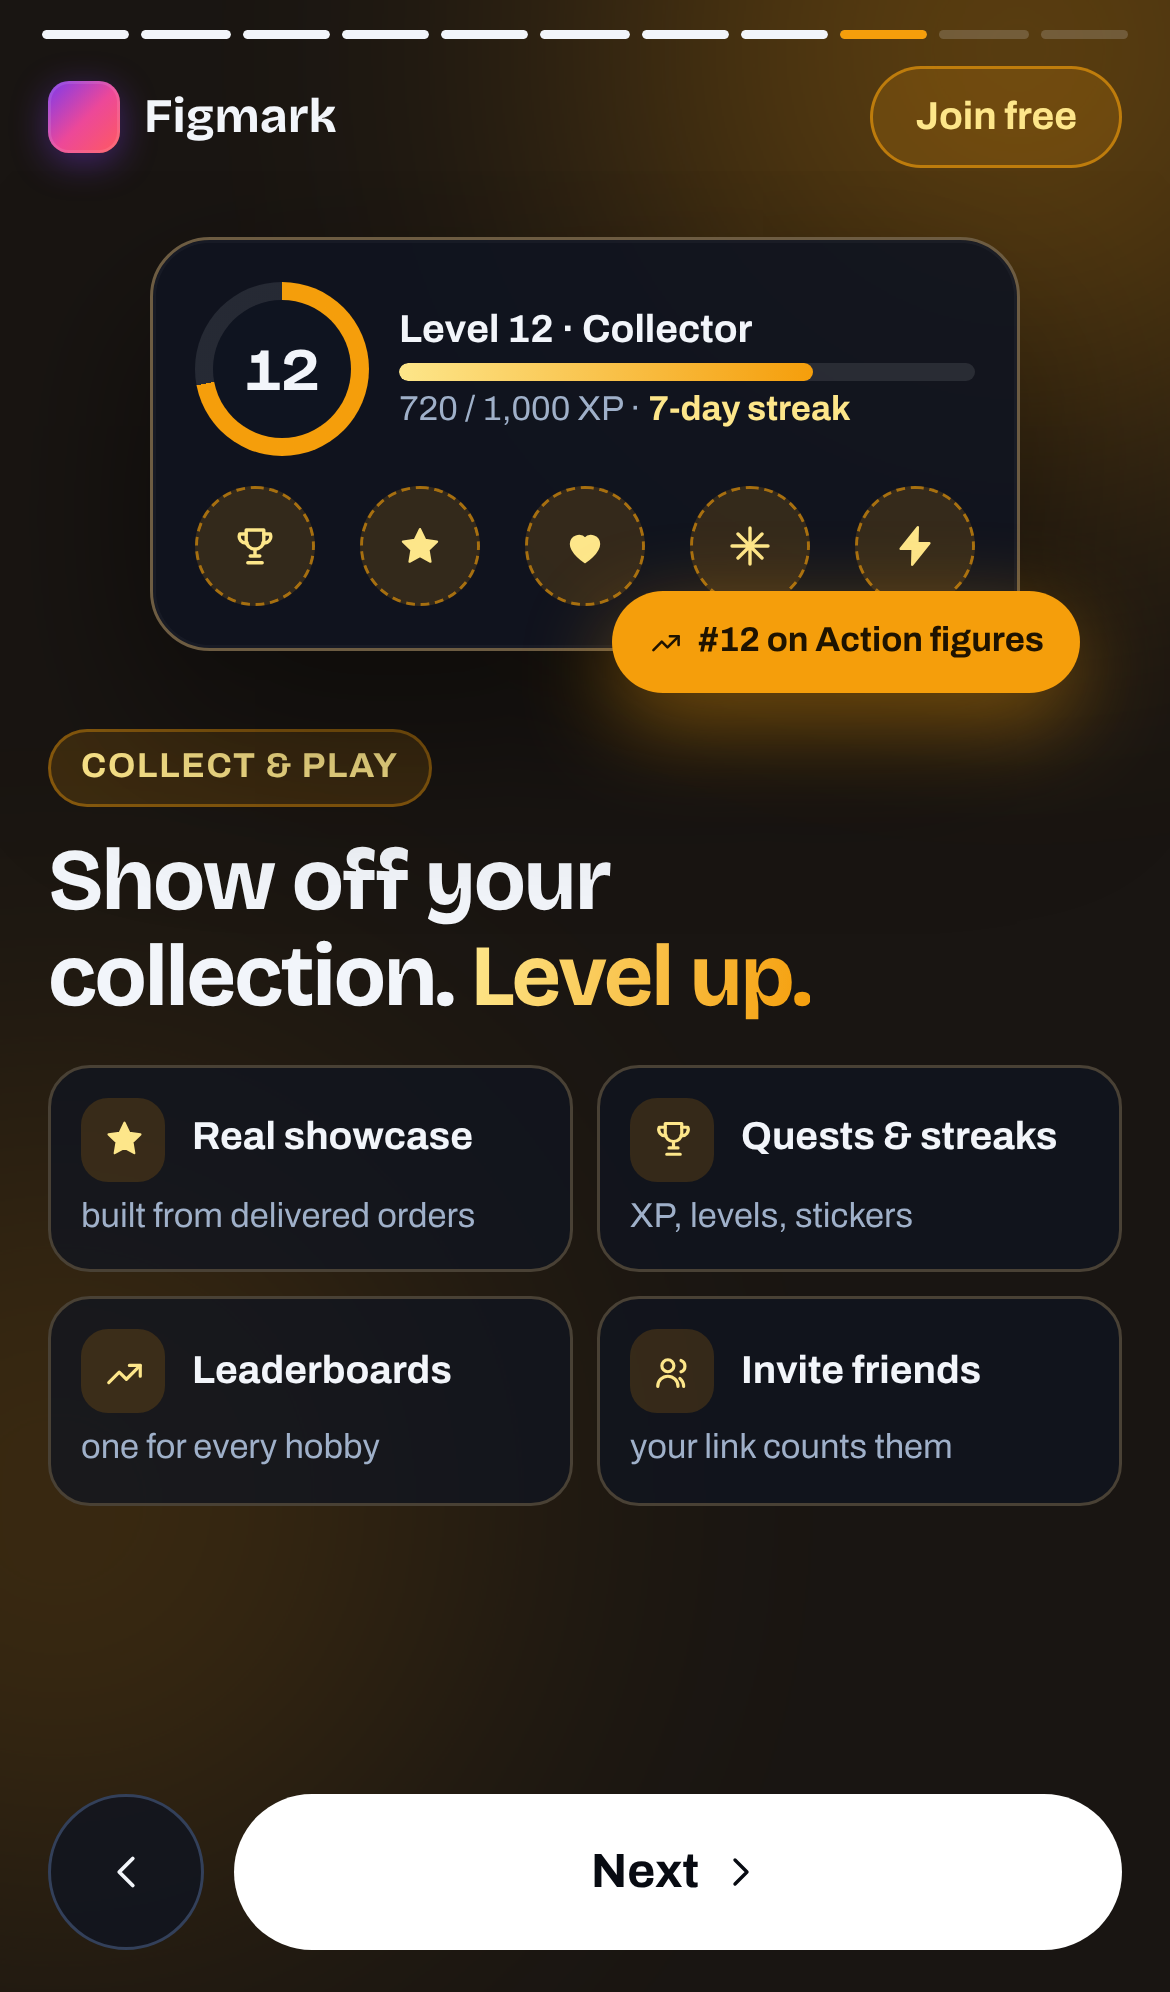 Figmark
Join free
12
Level 12 · Collector
720 / 1,000 XP · 7-day streak
#12 on Action figures
COLLECT & PLAY
Show off your
collection. Level up.
Real showcase
built from delivered orders
Quests & streaks
XP, levels, stickers
Leaderboards
one for every hobby
Invite friends
your link counts them
Next